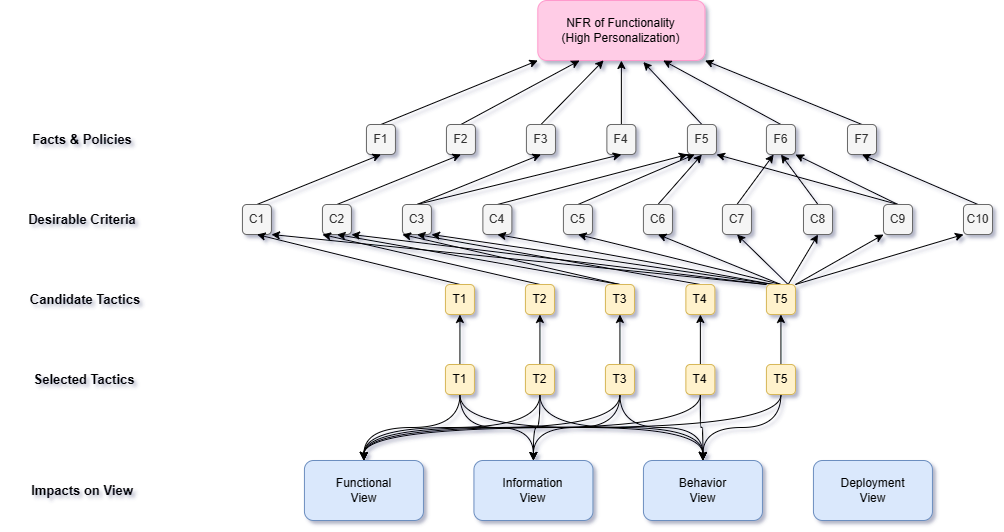 NFR of Functionality
(High Personalization)
Facts & Policies
F1
F2
F3
F4
F5
F6
F7
Desirable Criteria
C1
C2
C3
C4
C5
C6
C7
C8
C9
C10
Candidate Tactics
T1
T2
T3
T4
T5
Selected Tactics
T1
T2
T3
T4
T5
Impacts on View
Functional
View
Information
View
Behavior
View
Deployment
View